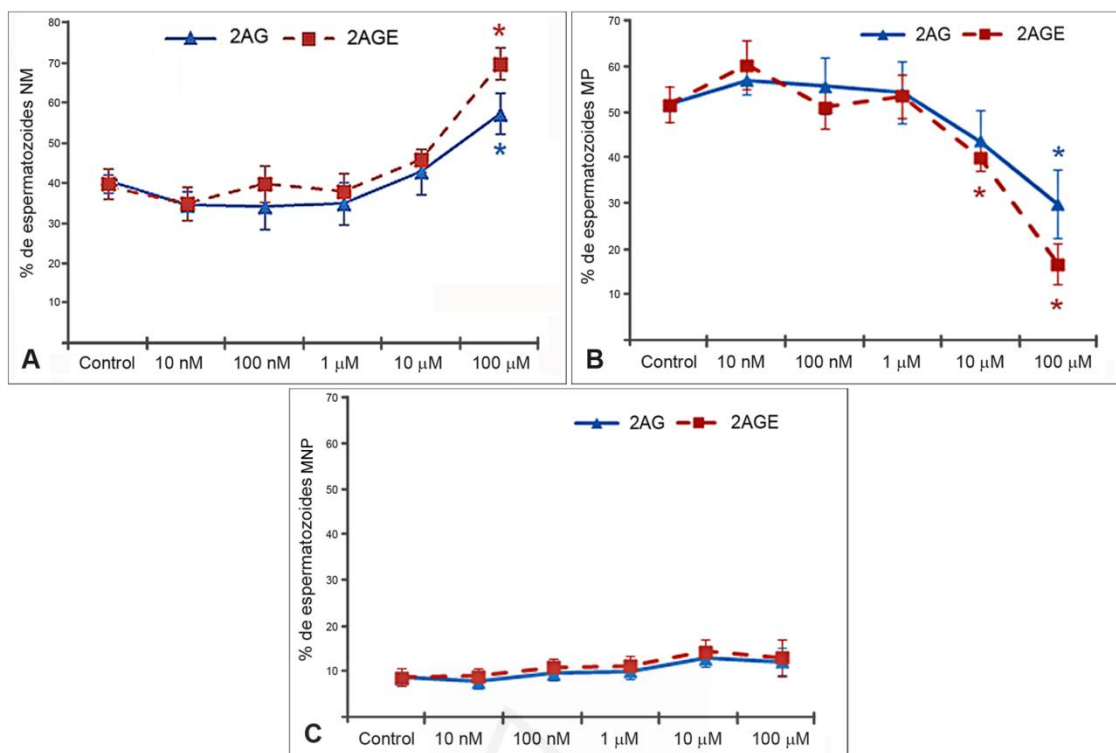 % de espermatozoides NM
80
70
60
50
40
30
20
10
2AG 2AGE
*
*
Control 10 nM 100 nM 1 µM 10 µM 100 µM
A
% de espermatozoides MP
70
60
50
40
30
20
10
2AG 2AGE
*
*
*
Control 10 nM 100 nM 1 µM 10 µM 100 µM
B
% de espermatozoides MNP
70
60
50
40
30
20
10
2AG 2AGE
Control 10 nM 100 nM 1 µM 10 µM 100 µM
C